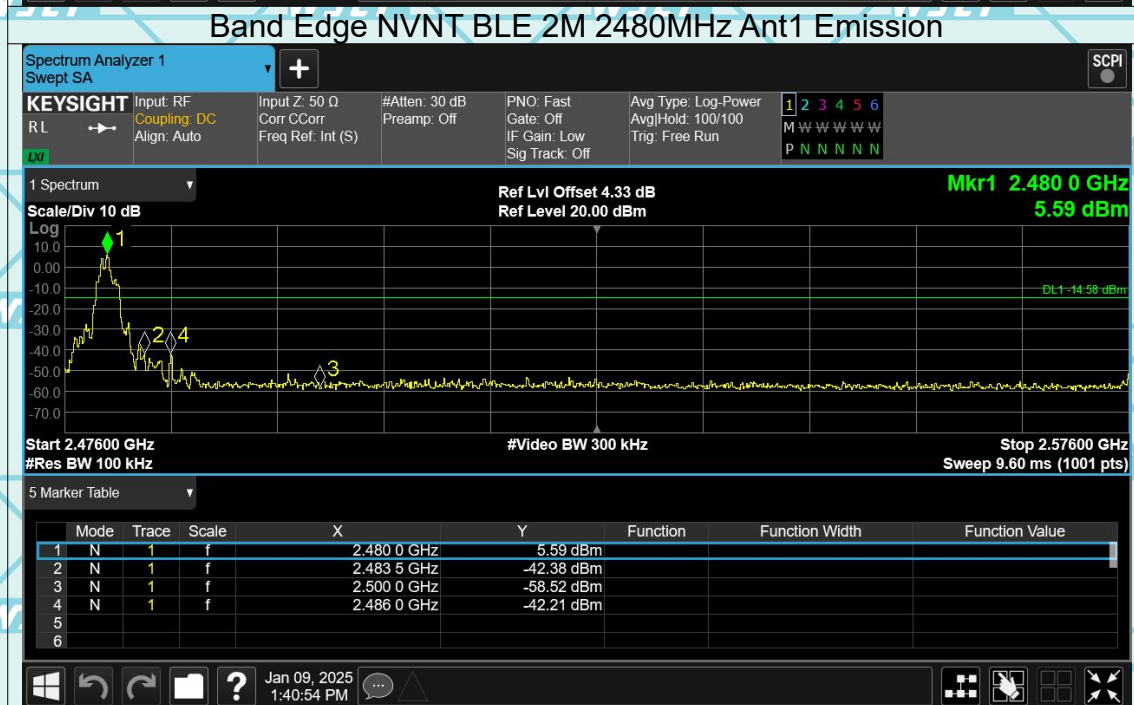 Band Edge NVNT BLE 2M 2480MHz Ant1 Emission
Spectrum Analyzer 1
Swept SA
+
SCPI
KEYSIGHT
RL
LXI
Input: RF
Coupling: DC
Align: Auto
Input Z: 50 Ω
Corr CCorr
Freq Ref: Int (S)
#Atten: 30 dB
Preamp: Off
PNO: Fast
Gate: Off
IF Gain: Low
Sig Track: Off
Avg Type: Log-Power
Avg|Hold: 100/100
Trig: Free Run
1 2 3 4 5 6
M W W W W W
P N N N N N
1 Spectrum
Scale/Div 10 dB
Ref Lvl Offset 4.33 dB
Ref Level 20.00 dBm
Mkr1 2.480 0 GHz
5.59 dBm
Log
10.0
0.00
-10.0
-20.0
-30.0
-40.0
-50.0
-60.0
-70.0
1
2
4
3
DL1 -14.58 dBm
Start 2.47600 GHz
#Res BW 100 kHz
#Video BW 300 kHz
Stop 2.57600 GHz
Sweep 9.60 ms (1001 pts)
5 Marker Table
Mode Trace Scale X Y Function Function Width Function Value
1 N 1 f 2.480 0 GHz 5.59 dBm
2 N 1 f 2.483 5 GHz -42.38 dBm
3 N 1 f 2.500 0 GHz -58.52 dBm
4 N 1 f 2.486 0 GHz -42.21 dBm
5
6
?
Jan 09, 2025
1:40:54 PM